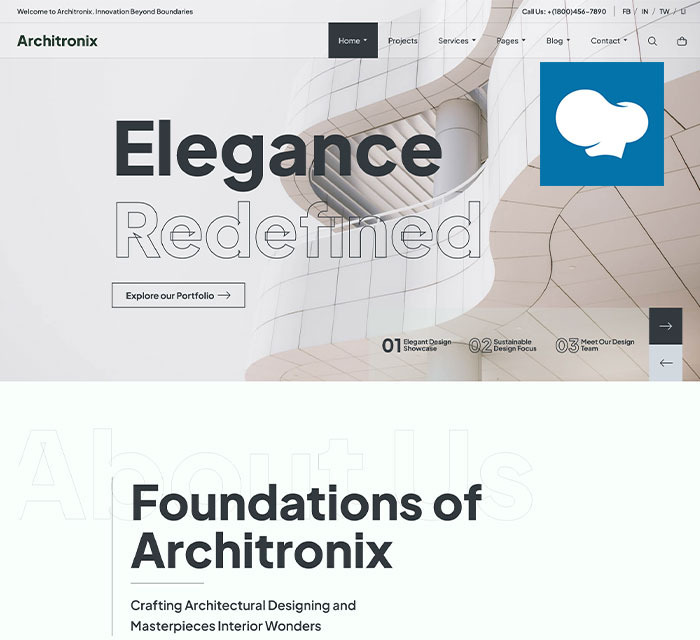 Welcome to Architronix. Innovation Beyond Boundaries
Call Us: +(1800)456-7890
FB / IN / TW / LI
Architronix
Home Projects Services Pages Blog Contact
Elegance
Redefined
Explore our Portfolio
01 Elegant Design
Showcase
02 Sustainable
Design Focus
03 Meet Our Design
Team
About Us
Foundations of
Architronix
Crafting Architectural Designing and
Masterpieces Interior Wonders